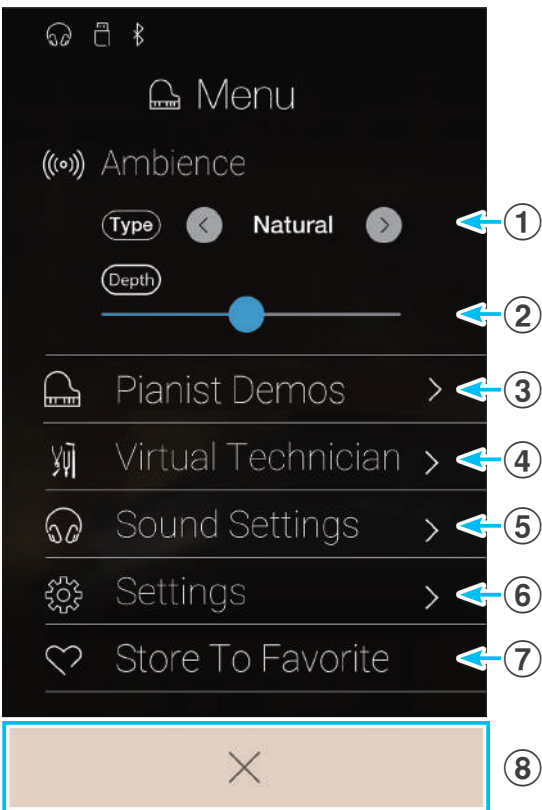 Menu
Ambience
Type < Natural > 1
Depth
2
Pianist Demos > 3
Virtual Technician > 4
Sound Settings > 5
Settings > 6
Store To Favorite 7
8